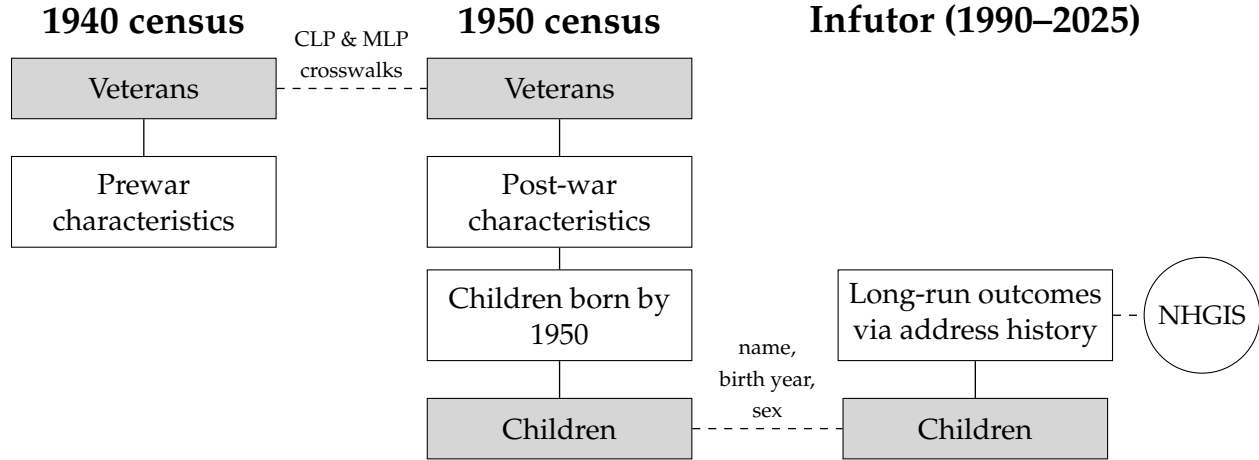 1940 census
1950 census
Infutor (1990–2025)
CLP & MLP
crosswalks
Veterans
Veterans
Prewar
characteristics
Post-war
characteristics
Children born by
1950
Long-run outcomes
via address history
NHGIS
name,
birth year,
sex
Children
Children